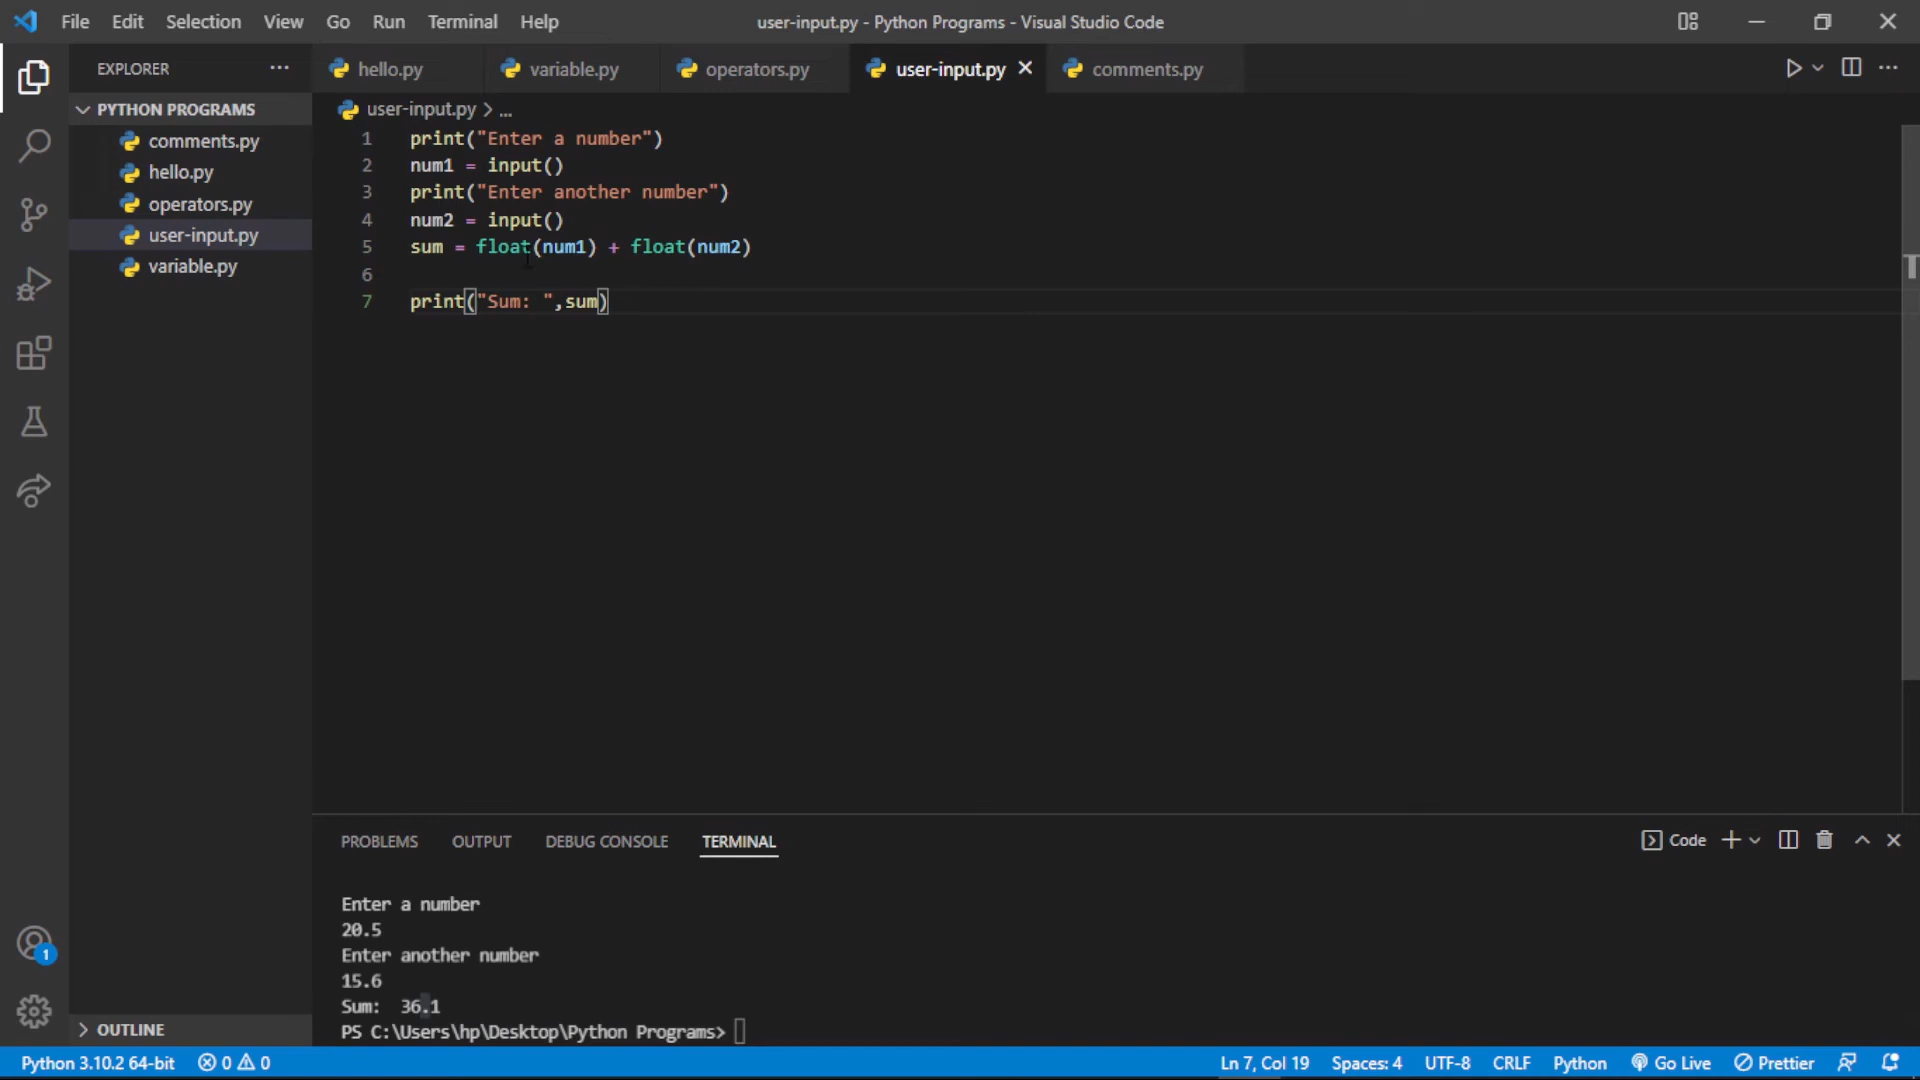 File Edit Selection View Go Run Terminal Help
user-input.py - Python Programs - Visual Studio Code
EXPLORER
hello.py
variable.py
operators.py
user-input.py
comments.py
PYTHON PROGRAMS
comments.py
hello.py
operators.py
user-input.py
variable.py
user-input.py > ...
1 print("Enter a number")
2 num1 = input()
3 print("Enter another number")
4 num2 = input()
5 sum = float(num1) + float(num2)
6
7 print("Sum: ",sum)
PROBLEMS OUTPUT DEBUG CONSOLE TERMINAL
Code
Enter a number
20.5
Enter another number
15.6
Sum:  36.1
PS C:\Users\hp\Desktop\Python Programs>
1
OUTLINE
Python 3.10.2 64-bit 0 0 Ln 7, Col 19 Spaces: 4 UTF-8 CRLF Python Go Live Prettier